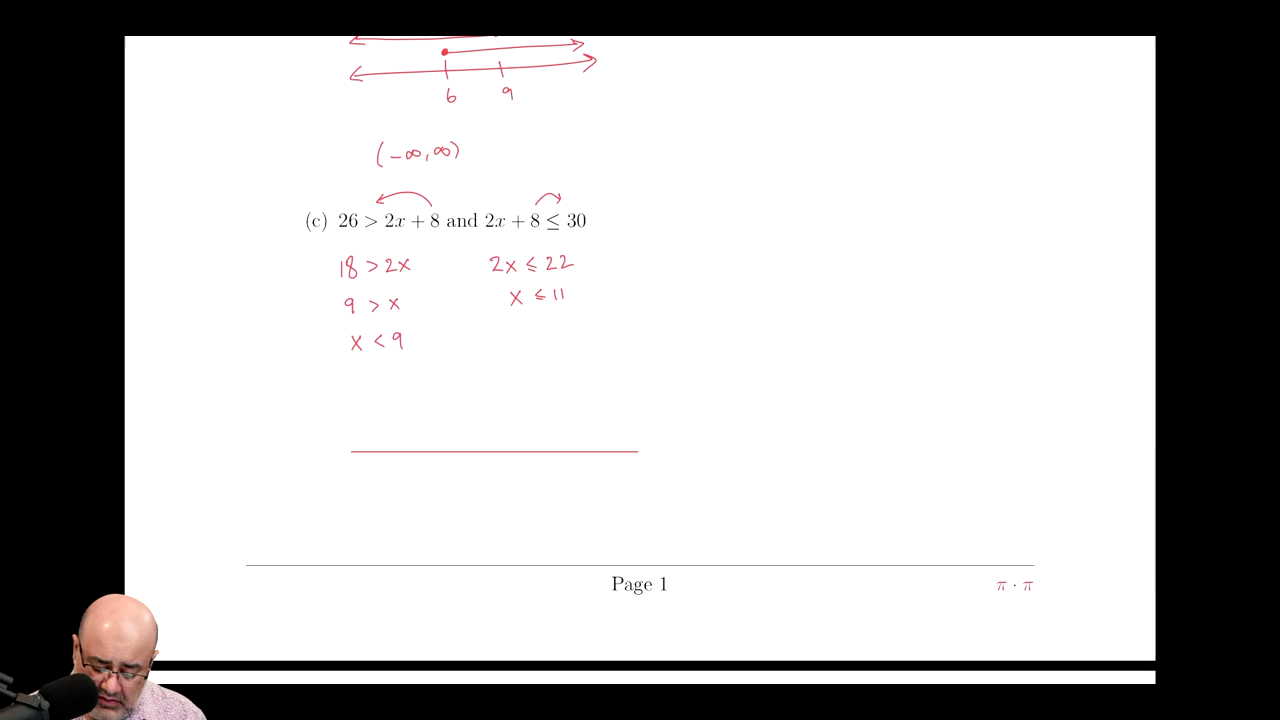 6 9
(-∞, ∞)
(c) 26 > 2x + 8 and 2x + 8 ≤ 30
18 > 2x 2x ≤ 22
9 > x x ≤ 11
x < 9
Page 1 π · π